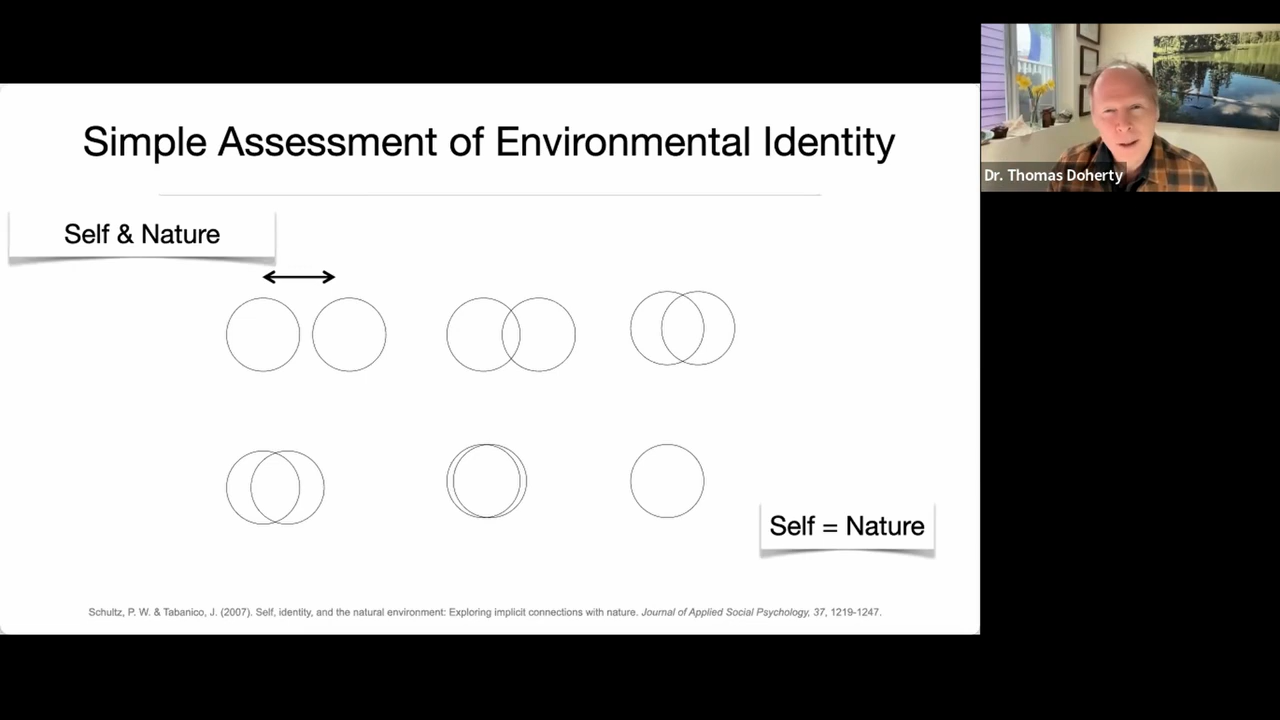 Simple Assessment of Environmental Identity
Dr. Thomas Doherty
Self & Nature
Self = Nature
Schultz, P. W. & Tabanico, J. (2007). Self, identity, and the natural environment: Exploring implicit connections with nature. Journal of Applied Social Psychology, 37, 1219-1247.